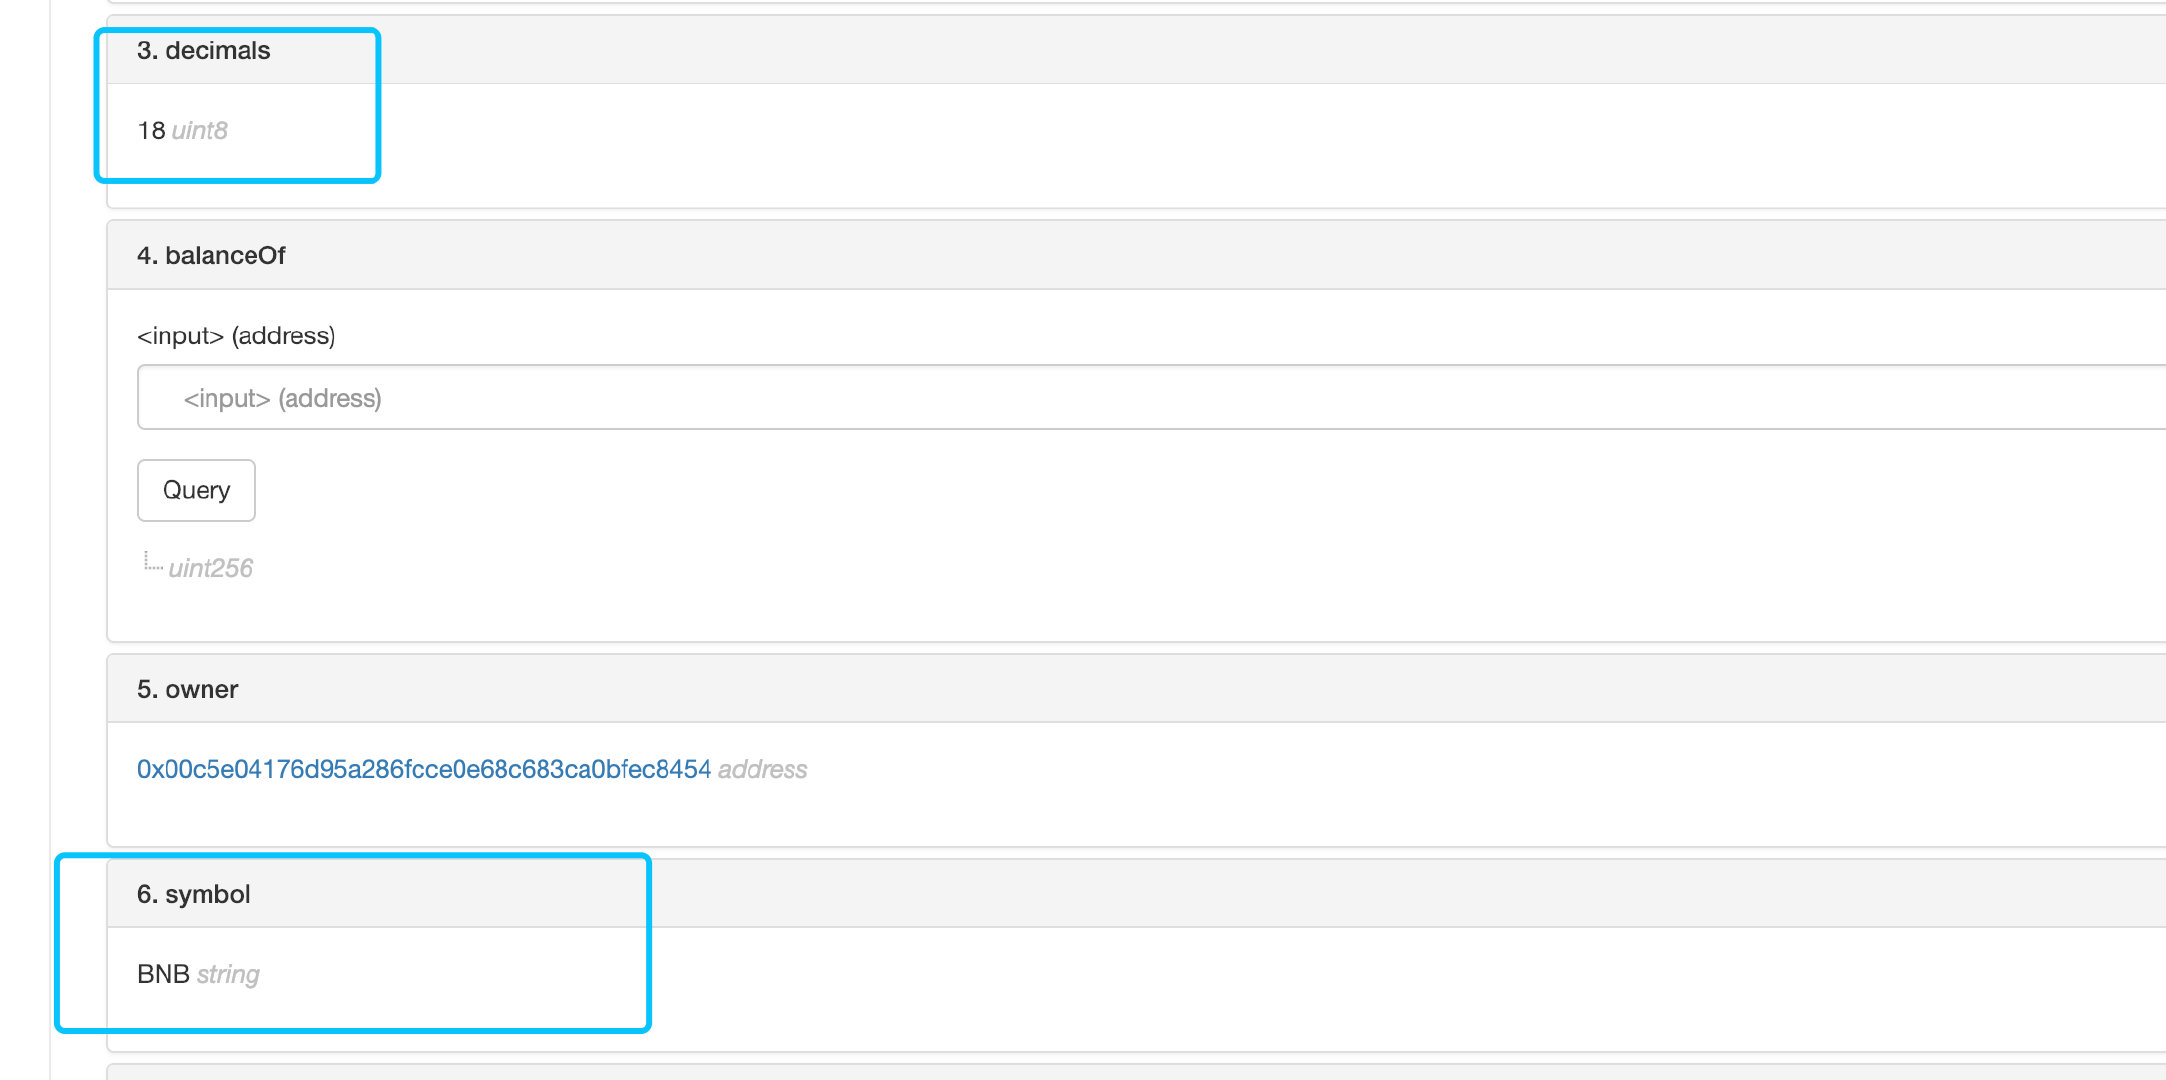 3. decimals
18 uint8
4. balanceOf
<input> (address)
<input> (address)
Query
uint256
5. owner
0x00c5e04176d95a286fcce0e68c683ca0bfec8454 address
6. symbol
BNB string